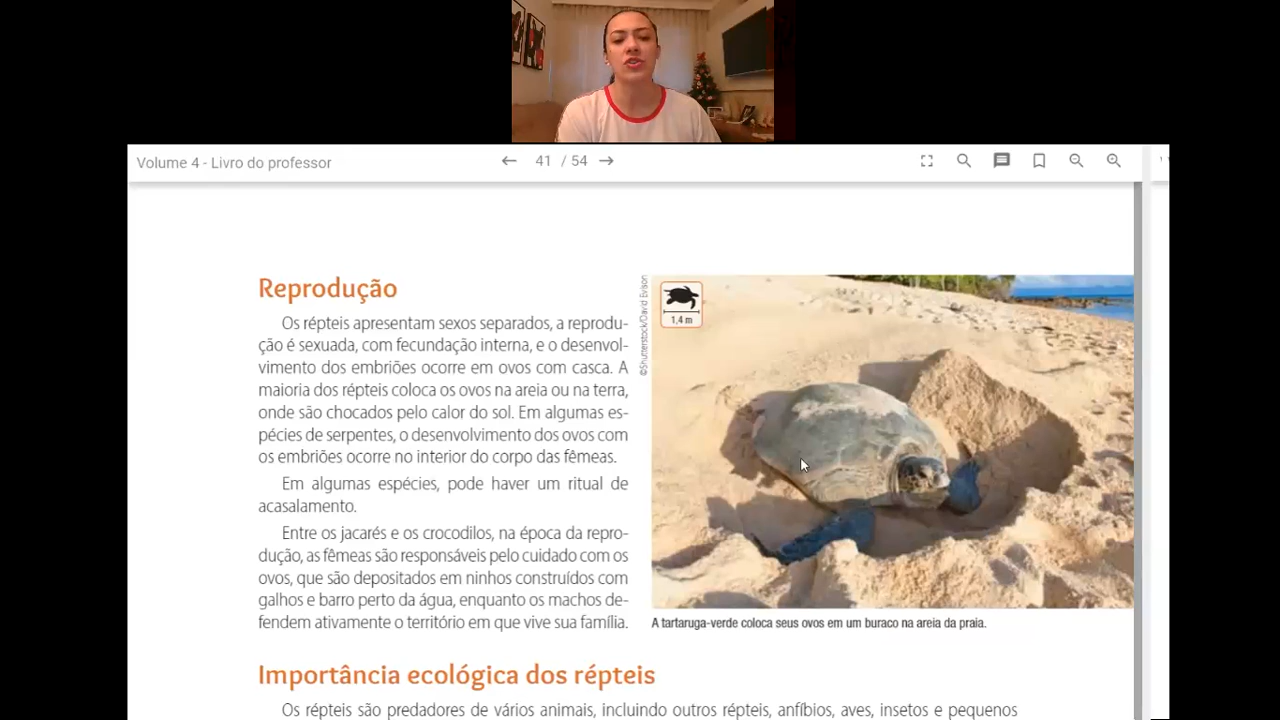 Volume 4 - Livro do professor
41 / 54
Reprodução
Os répteis apresentam sexos separados, a reprodu-
ção é sexuada, com fecundação interna, e o desenvol-
vimento dos embriões ocorre em ovos com casca. A
maioria dos répteis coloca os ovos na areia ou na terra,
onde são chocados pelo calor do sol. Em algumas es-
pécies de serpentes, o desenvolvimento dos ovos com
os embriões ocorre no interior do corpo das fêmeas.
Em algumas espécies, pode haver um ritual de
acasalamento.
Entre os jacarés e os crocodilos, na época da repro-
dução, as fêmeas são responsáveis pelo cuidado com os
ovos, que são depositados em ninhos construídos com
galhos e barro perto da água, enquanto os machos de-
fendem ativamente o território em que vive sua família.
©Shutterstock/David Evison
1,4 m
A tartaruga-verde coloca seus ovos em um buraco na areia da praia.
Importância ecológica dos répteis
Os répteis são predadores de vários animais, incluindo outros répteis, anfíbios, aves, insetos e pequenos